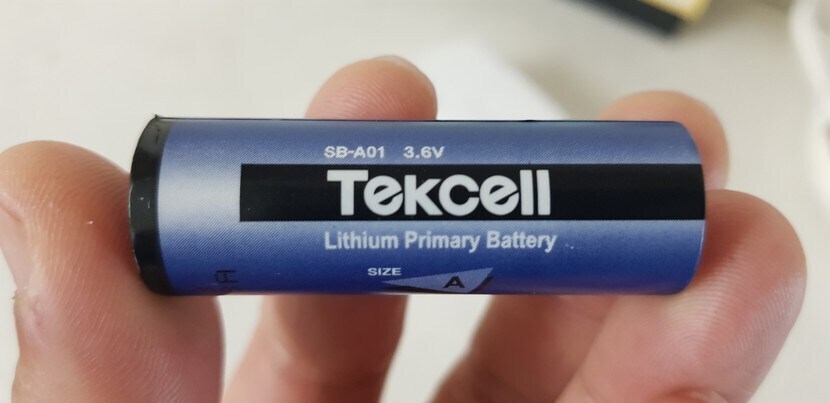 SB-A01 3.6V
Tekcell
Lithium Primary Battery
SIZE A